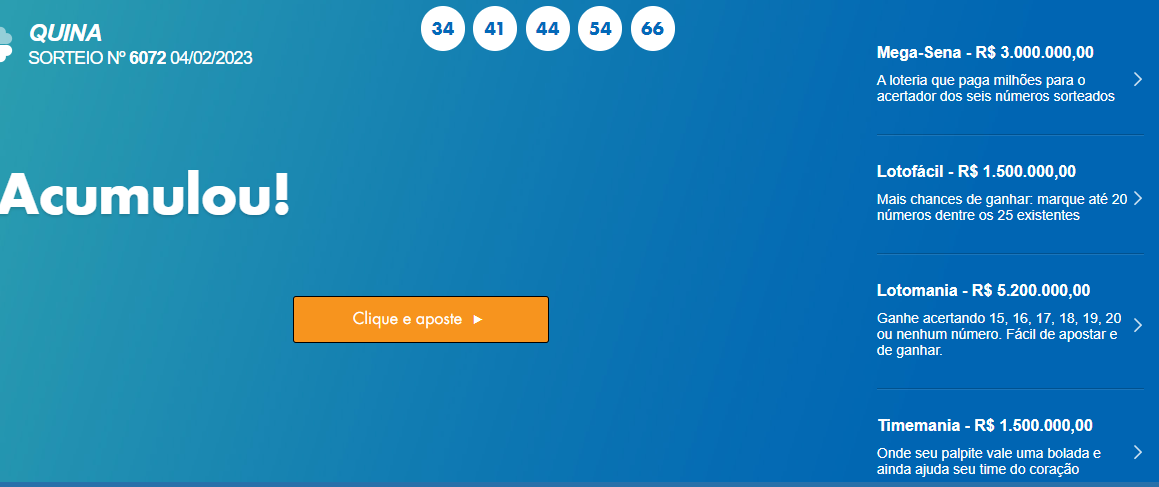 QUINA
SORTEIO Nº 6072 04/02/2023
34 41 44 54 66
Acumulou!
Clique e aposte
Mega-Sena - R$ 3.000.000,00
A loteria que paga milhões para o
acertador dos seis números sorteados
Lotofácil - R$ 1.500.000,00
Mais chances de ganhar: marque até 20
números dentre os 25 existentes
Lotomania - R$ 5.200.000,00
Ganhe acertando 15, 16, 17, 18, 19, 20
ou nenhum número. Fácil de apostar e
de ganhar.
Timemania - R$ 1.500.000,00
Onde seu palpite vale uma bolada e
ainda ajuda seu time do coração